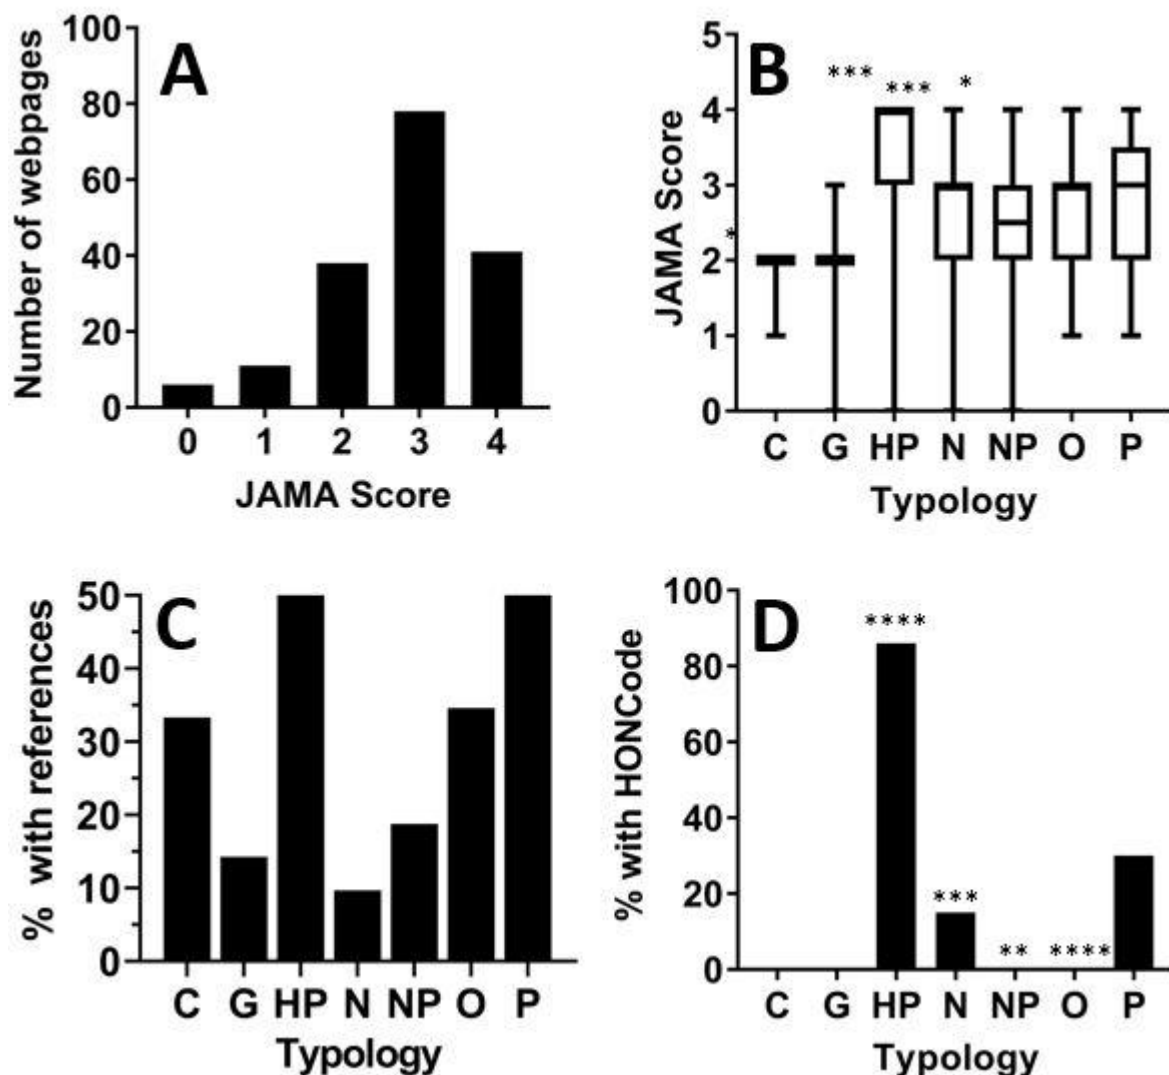 A
Number of webpages
100
80
60
40
20
0
0 1 2 3 4
JAMA Score
B
JAMA Score
5
4
3
2
1
0
*** *** *
*
C G HP N NP O P
Typology
C
% with references
50
40
30
20
10
0
C G HP N NP O P
Typology
D
% with HONCode
100
80
60
40
20
0
**** *** ** ****
C G HP N NP O P
Typology